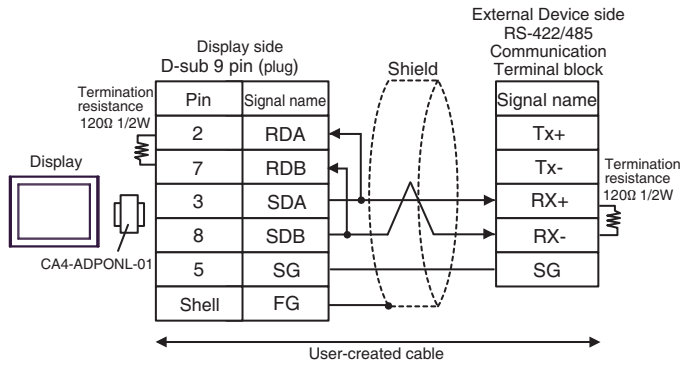 External Device side
RS-422/485
Communication
Terminal block
Display side
D-sub 9 pin (plug)
Shield
Termination
resistance
120Ω 1/2W
Pin Signal name
Signal name
2 RDA
Tx+
7 RDB
Tx-
Display
Termination
resistance
120Ω 1/2W
3 SDA
RX+
8 SDB
RX-
CA4-ADPONL-01
5 SG
SG
Shell FG
User-created cable